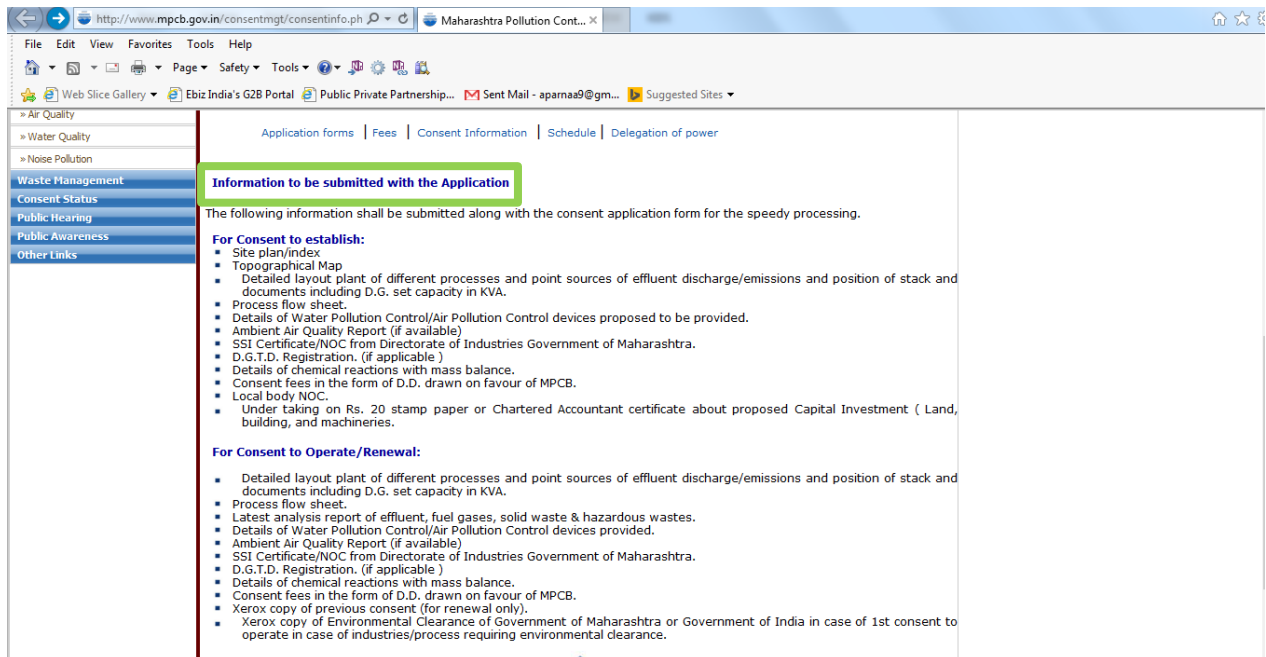 http://www.mpcb.gov.in/consentmgt/consentinfo.ph
Maharashtra Pollution Cont...
File Edit View Favorites Tools Help
Page Safety Tools
Web Slice Gallery Ebiz India's G2B Portal Public Private Partnership... Sent Mail - aparnaa9@gm... Suggested Sites
» Air Quality
» Water Quality
» Noise Pollution
Waste Management
Consent Status
Public Hearing
Public Awareness
Other Links
Application forms | Fees | Consent Information | Schedule | Delegation of power
Information to be submitted with the Application
The following information shall be submitted along with the consent application form for the speedy processing.
For Consent to establish:
▪ Site plan/index
▪ Topographical Map
▪ Detailed layout plant of different processes and point sources of effluent discharge/emissions and position of stack and
documents including D.G. set capacity in KVA.
▪ Process flow sheet.
▪ Details of Water Pollution Control/Air Pollution Control devices proposed to be provided.
▪ Ambient Air Quality Report (if available)
▪ SSI Certificate/NOC from Directorate of Industries Government of Maharashtra.
▪ D.G.T.D. Registration. (if applicable )
▪ Details of chemical reactions with mass balance.
▪ Consent fees in the form of D.D. drawn on favour of MPCB.
▪ Local body NOC.
▪ Under taking on Rs. 20 stamp paper or Chartered Accountant certificate about proposed Capital Investment ( Land,
building, and machineries.
For Consent to Operate/Renewal:
▪ Detailed layout plant of different processes and point sources of effluent discharge/emissions and position of stack and
documents including D.G. set capacity in KVA.
▪ Process flow sheet.
▪ Latest analysis report of effluent, fuel gases, solid waste & hazardous wastes.
▪ Details of Water Pollution Control/Air Pollution Control devices provided.
▪ Ambient Air Quality Report (if available)
▪ SSI Certificate/NOC from Directorate of Industries Government of Maharashtra.
▪ D.G.T.D. Registration. (if applicable )
▪ Details of chemical reactions with mass balance.
▪ Consent fees in the form of D.D. drawn on favour of MPCB.
▪ Xerox copy of previous consent (for renewal only).
▪ Xerox copy of Environmental Clearance of Government of Maharashtra or Government of India in case of 1st consent to
operate in case of industries/process requiring environmental clearance.